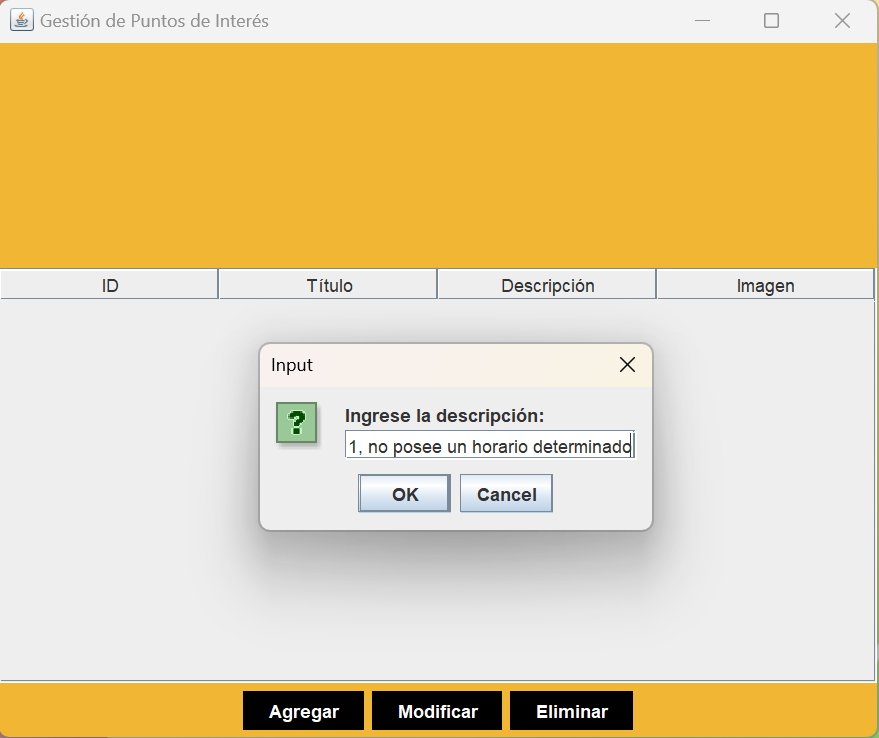 Gestión de Puntos de Interés
ID Título Descripción Imagen
Input
Ingrese la descripción:
1, no posee un horario determinado
OK Cancel
Agregar Modificar Eliminar